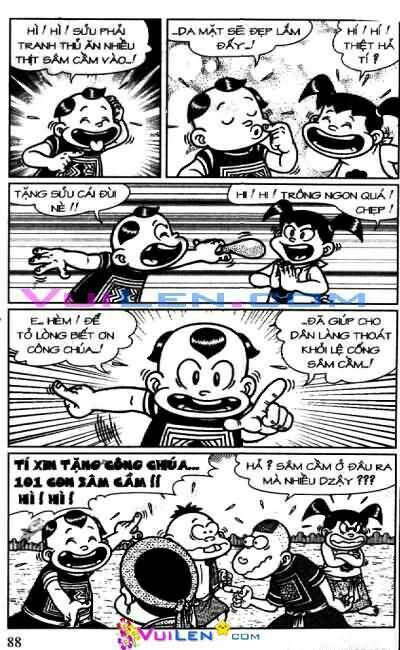 HÌ! HÌ! SỬU PHẢI
TRANH THỦ ĂN NHIỀU
THỊT SÂM CẦM VÀO..!
..DA MẶT SẼ ĐẸP LẮM
ĐẤY..!
HÍ! HÍ!
THIỆT HẢ
TÍ?
TẶNG SỬU CÁI ĐÙI
NÈ!!
HI! HI! TRÔNG NGON QUÁ!
CHẸP!
VUILEN.COM
E.. HÈM! ĐỂ
TỎ LÒNG BIẾT ƠN
CÔNG CHÚA!..
..ĐÃ GIÚP CHO
DÂN LÀNG THOÁT
KHỎI LỆ CỐNG
SÂM CẦM..!
TÍ XIN TẶNG CÔNG CHÚA...
101 CON SÂM CẦM!!
HÌ! HÌ!
HẢ? SÂM CẦM Ở ĐÂU RA
MÀ NHIỀU DZẬY???
88
VUILEN.COM